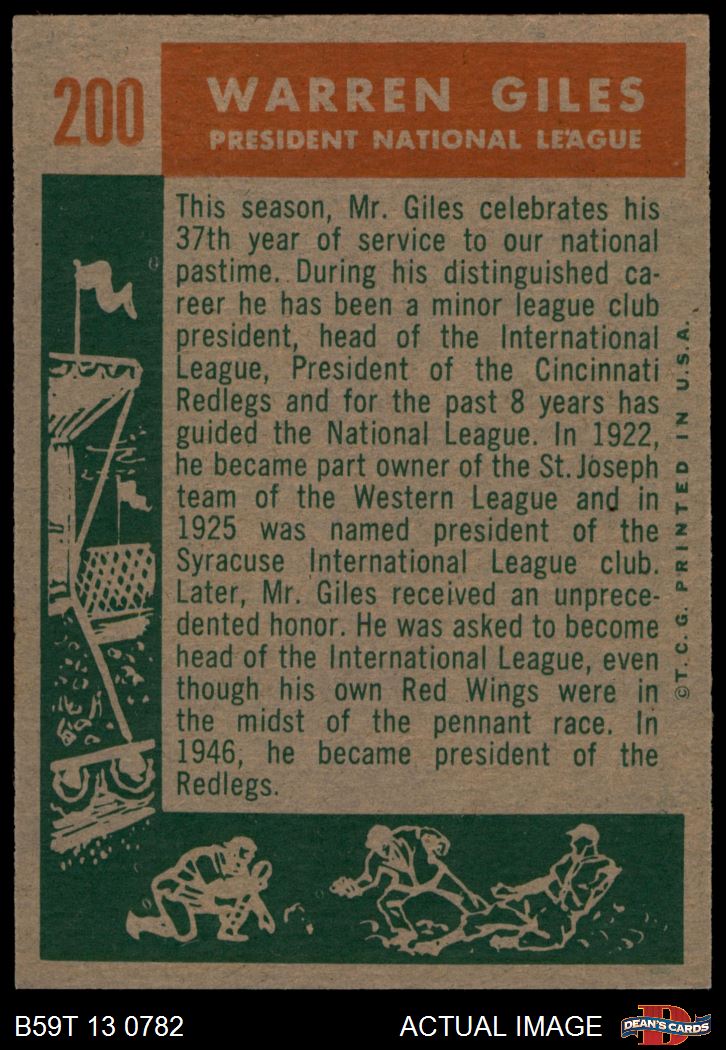 200
WARREN GILES
PRESIDENT NATIONAL LEAGUE
This season, Mr. Giles celebrates his
37th year of service to our national
pastime. During his distinguished ca-
reer he has been a minor league club
president, head of the International
League, President of the Cincinnati
Redlegs and for the past 8 years has
guided the National League. In 1922,
he became part owner of the St. Joseph
team of the Western League and in
1925 was named president of the
Syracuse International League club.
Later, Mr. Giles received an unprece-
dented honor. He was asked to become
head of the International League, even
though his own Red Wings were in
the midst of the pennant race. In
1946, he became president of the
Redlegs.
©T.C.G. PRINTED IN U.S.A.
B59T 13 0782
ACTUAL IMAGE
D
DEAN'S CARDS